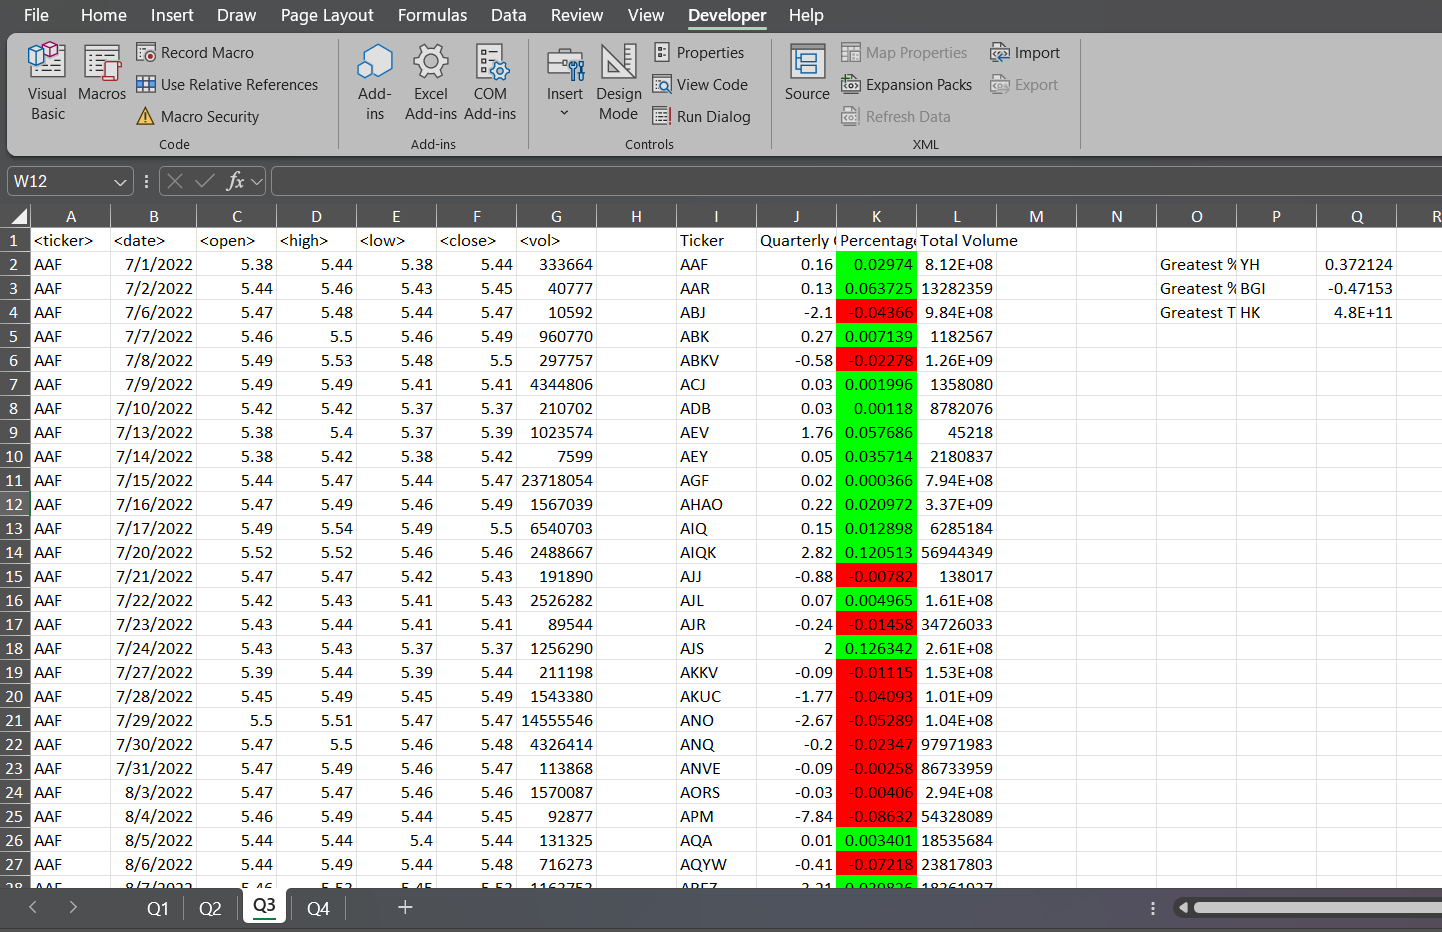 File Home Insert Draw Page Layout Formulas Data Review View Developer Help
Visual Basic
Macros
Record Macro
Use Relative References
Macro Security
Code
Add-ins
Excel Add-ins
COM Add-ins
Add-ins
Insert
Design Mode
Properties
View Code
Run Dialog
Controls
Source
Map Properties
Expansion Packs
Refresh Data
Import
Export
XML
W12 fx
A B C D E F G H I J K L M N O P Q R
1 <ticker> <date> <open> <high> <low> <close> <vol> Ticker Quarterly Percentage Total Volume
2 AAF 7/1/2022 5.38 5.44 5.38 5.44 333664 AAF 0.16 0.02974 8.12E+08 Greatest % YH 0.372124
3 AAF 7/2/2022 5.44 5.46 5.43 5.45 40777 AAR 0.13 0.063725 13282359 Greatest % BGI -0.47153
4 AAF 7/6/2022 5.47 5.48 5.44 5.47 10592 ABJ -2.1 -0.04366 9.84E+08 Greatest T HK 4.8E+11
5 AAF 7/7/2022 5.46 5.5 5.46 5.49 960770 ABK 0.27 0.007139 1182567
6 AAF 7/8/2022 5.49 5.53 5.48 5.5 297757 ABKV -0.58 -0.02278 1.26E+09
7 AAF 7/9/2022 5.49 5.49 5.41 5.41 4344806 ACJ 0.03 0.001996 1358080
8 AAF 7/10/2022 5.42 5.42 5.37 5.37 210702 ADB 0.03 0.00118 8782076
9 AAF 7/13/2022 5.38 5.4 5.37 5.39 1023574 AEV 1.76 0.057686 45218
10 AAF 7/14/2022 5.38 5.42 5.38 5.42 7599 AEY 0.05 0.035714 2180837
11 AAF 7/15/2022 5.44 5.47 5.44 5.47 23718054 AGF 0.02 0.000366 7.94E+08
12 AAF 7/16/2022 5.47 5.49 5.46 5.49 1567039 AHAO 0.22 0.020972 3.37E+09
13 AAF 7/17/2022 5.49 5.54 5.49 5.5 6540703 AIQ 0.15 0.012898 6285184
14 AAF 7/20/2022 5.52 5.52 5.46 5.46 2488667 AIQK 2.82 0.120513 56944349
15 AAF 7/21/2022 5.47 5.47 5.42 5.43 191890 AJJ -0.88 -0.00782 138017
16 AAF 7/22/2022 5.42 5.43 5.41 5.43 2526282 AJL 0.07 0.004965 1.61E+08
17 AAF 7/23/2022 5.43 5.44 5.41 5.41 89544 AJR -0.24 -0.01458 34726033
18 AAF 7/24/2022 5.43 5.43 5.37 5.37 1256290 AJS 2 0.126342 2.61E+08
19 AAF 7/27/2022 5.39 5.44 5.39 5.44 211198 AKKV -0.09 -0.01115 1.53E+08
20 AAF 7/28/2022 5.45 5.49 5.45 5.49 1543380 AKUC -1.77 -0.04093 1.01E+09
21 AAF 7/29/2022 5.5 5.51 5.47 5.47 14555546 ANO -2.67 -0.05289 1.04E+08
22 AAF 7/30/2022 5.47 5.5 5.46 5.48 4326414 ANQ -0.2 -0.02347 97971983
23 AAF 7/31/2022 5.47 5.49 5.46 5.47 113868 ANVE -0.09 -0.00258 86733959
24 AAF 8/3/2022 5.47 5.47 5.46 5.46 1570087 AORS -0.03 -0.00406 2.94E+08
25 AAF 8/4/2022 5.46 5.49 5.44 5.45 92877 APM -7.84 -0.08632 54328089
26 AAF 8/5/2022 5.44 5.44 5.4 5.44 131325 AQA 0.01 0.003401 18535684
27 AAF 8/6/2022 5.44 5.49 5.44 5.48 716273 AQYW -0.41 -0.07218 23817803
28 AAF 8/7/2022
Q1 Q2 Q3 Q4